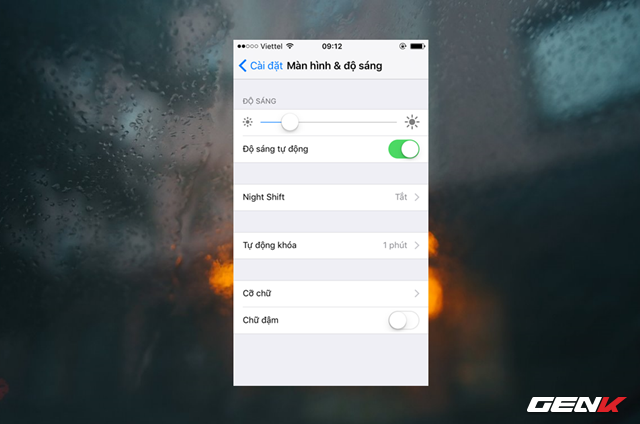 Viettel 09:12
Cài đặt Màn hình & độ sáng
ĐỘ SÁNG
Độ sáng tự động
Night Shift Tắt
Tự động khóa 1 phút
Cỡ chữ
Chữ đậm
GENK